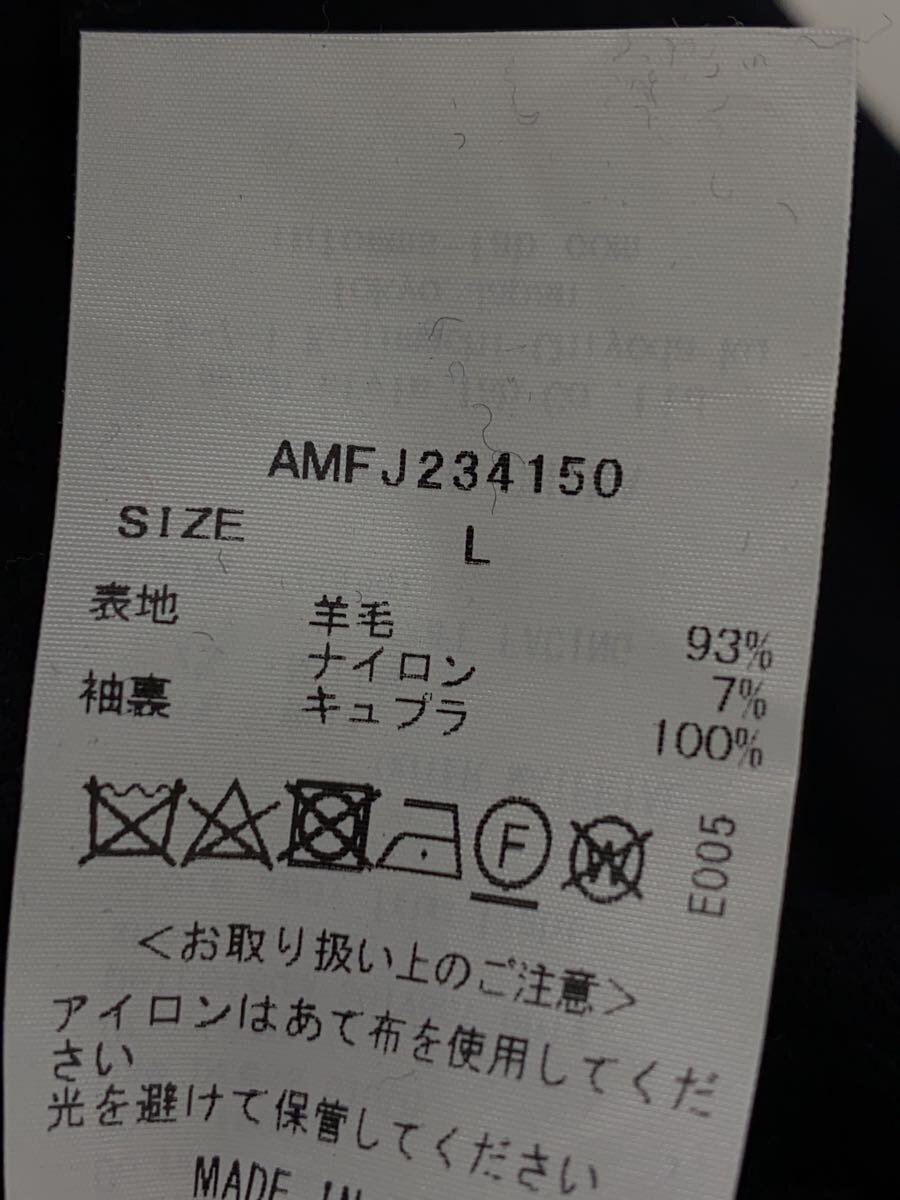 AMFJ234150
SIZE L
表地 羊毛 93%
ナイロン 7%
袖裏 キュプラ 100%
F W E005
<お取り扱い上のご注意>
アイロンはあて布を使用してくだ
さい
光を避けて保管してください
MADE IN